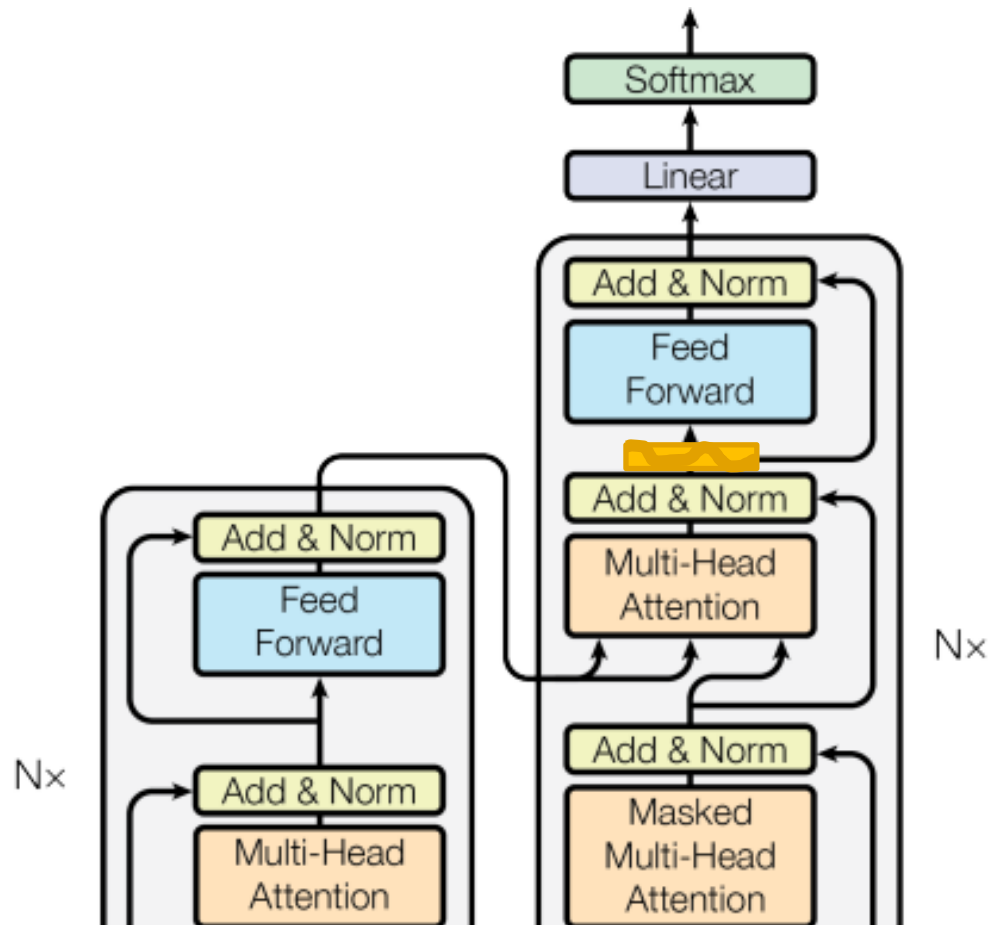 Softmax
Linear
Add & Norm
Feed
Forward
Add & Norm
Multi-Head
Attention
Nx
Add & Norm
Masked
Multi-Head
Attention
Add & Norm
Feed
Forward
Nx
Add & Norm
Multi-Head
Attention